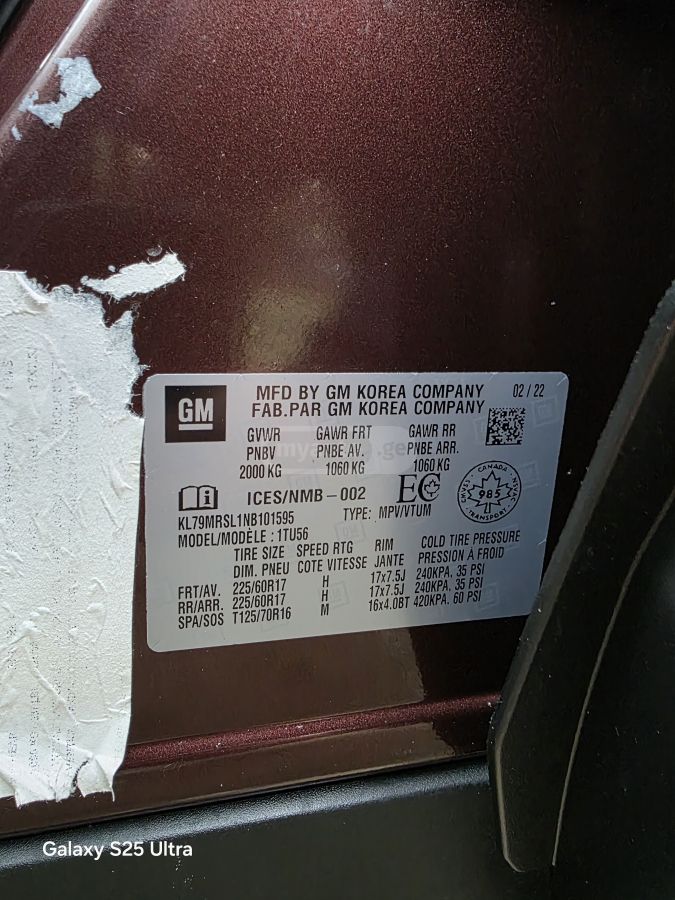 GM
MFD BY GM KOREA COMPANY 02 / 22
FAB.PAR GM KOREA COMPANY
GVWR GAWR FRT GAWR RR
PNBV PNBE AV. PNBE ARR.
2000 KG 1060 KG 1060 KG
ICES/NMB-002 EC
CANADA
CMVSS NSVAC
985
TRANSPORT
KL79MRSL1NB101595 TYPE: MPV/VTUM
MODEL/MODÈLE : 1TU56
TIRE SIZE SPEED RTG RIM COLD TIRE PRESSURE
DIM. PNEU COTE VITESSE JANTE PRESSION À FROID
FRT/AV. 225/60R17 H 17x7.5J 240KPA, 35 PSI
RR/ARR. 225/60R17 H 17x7.5J 240KPA, 35 PSI
SPA/SOS T125/70R16 M 16x4.0BT 420KPA. 60 PSI
Galaxy S25 Ultra